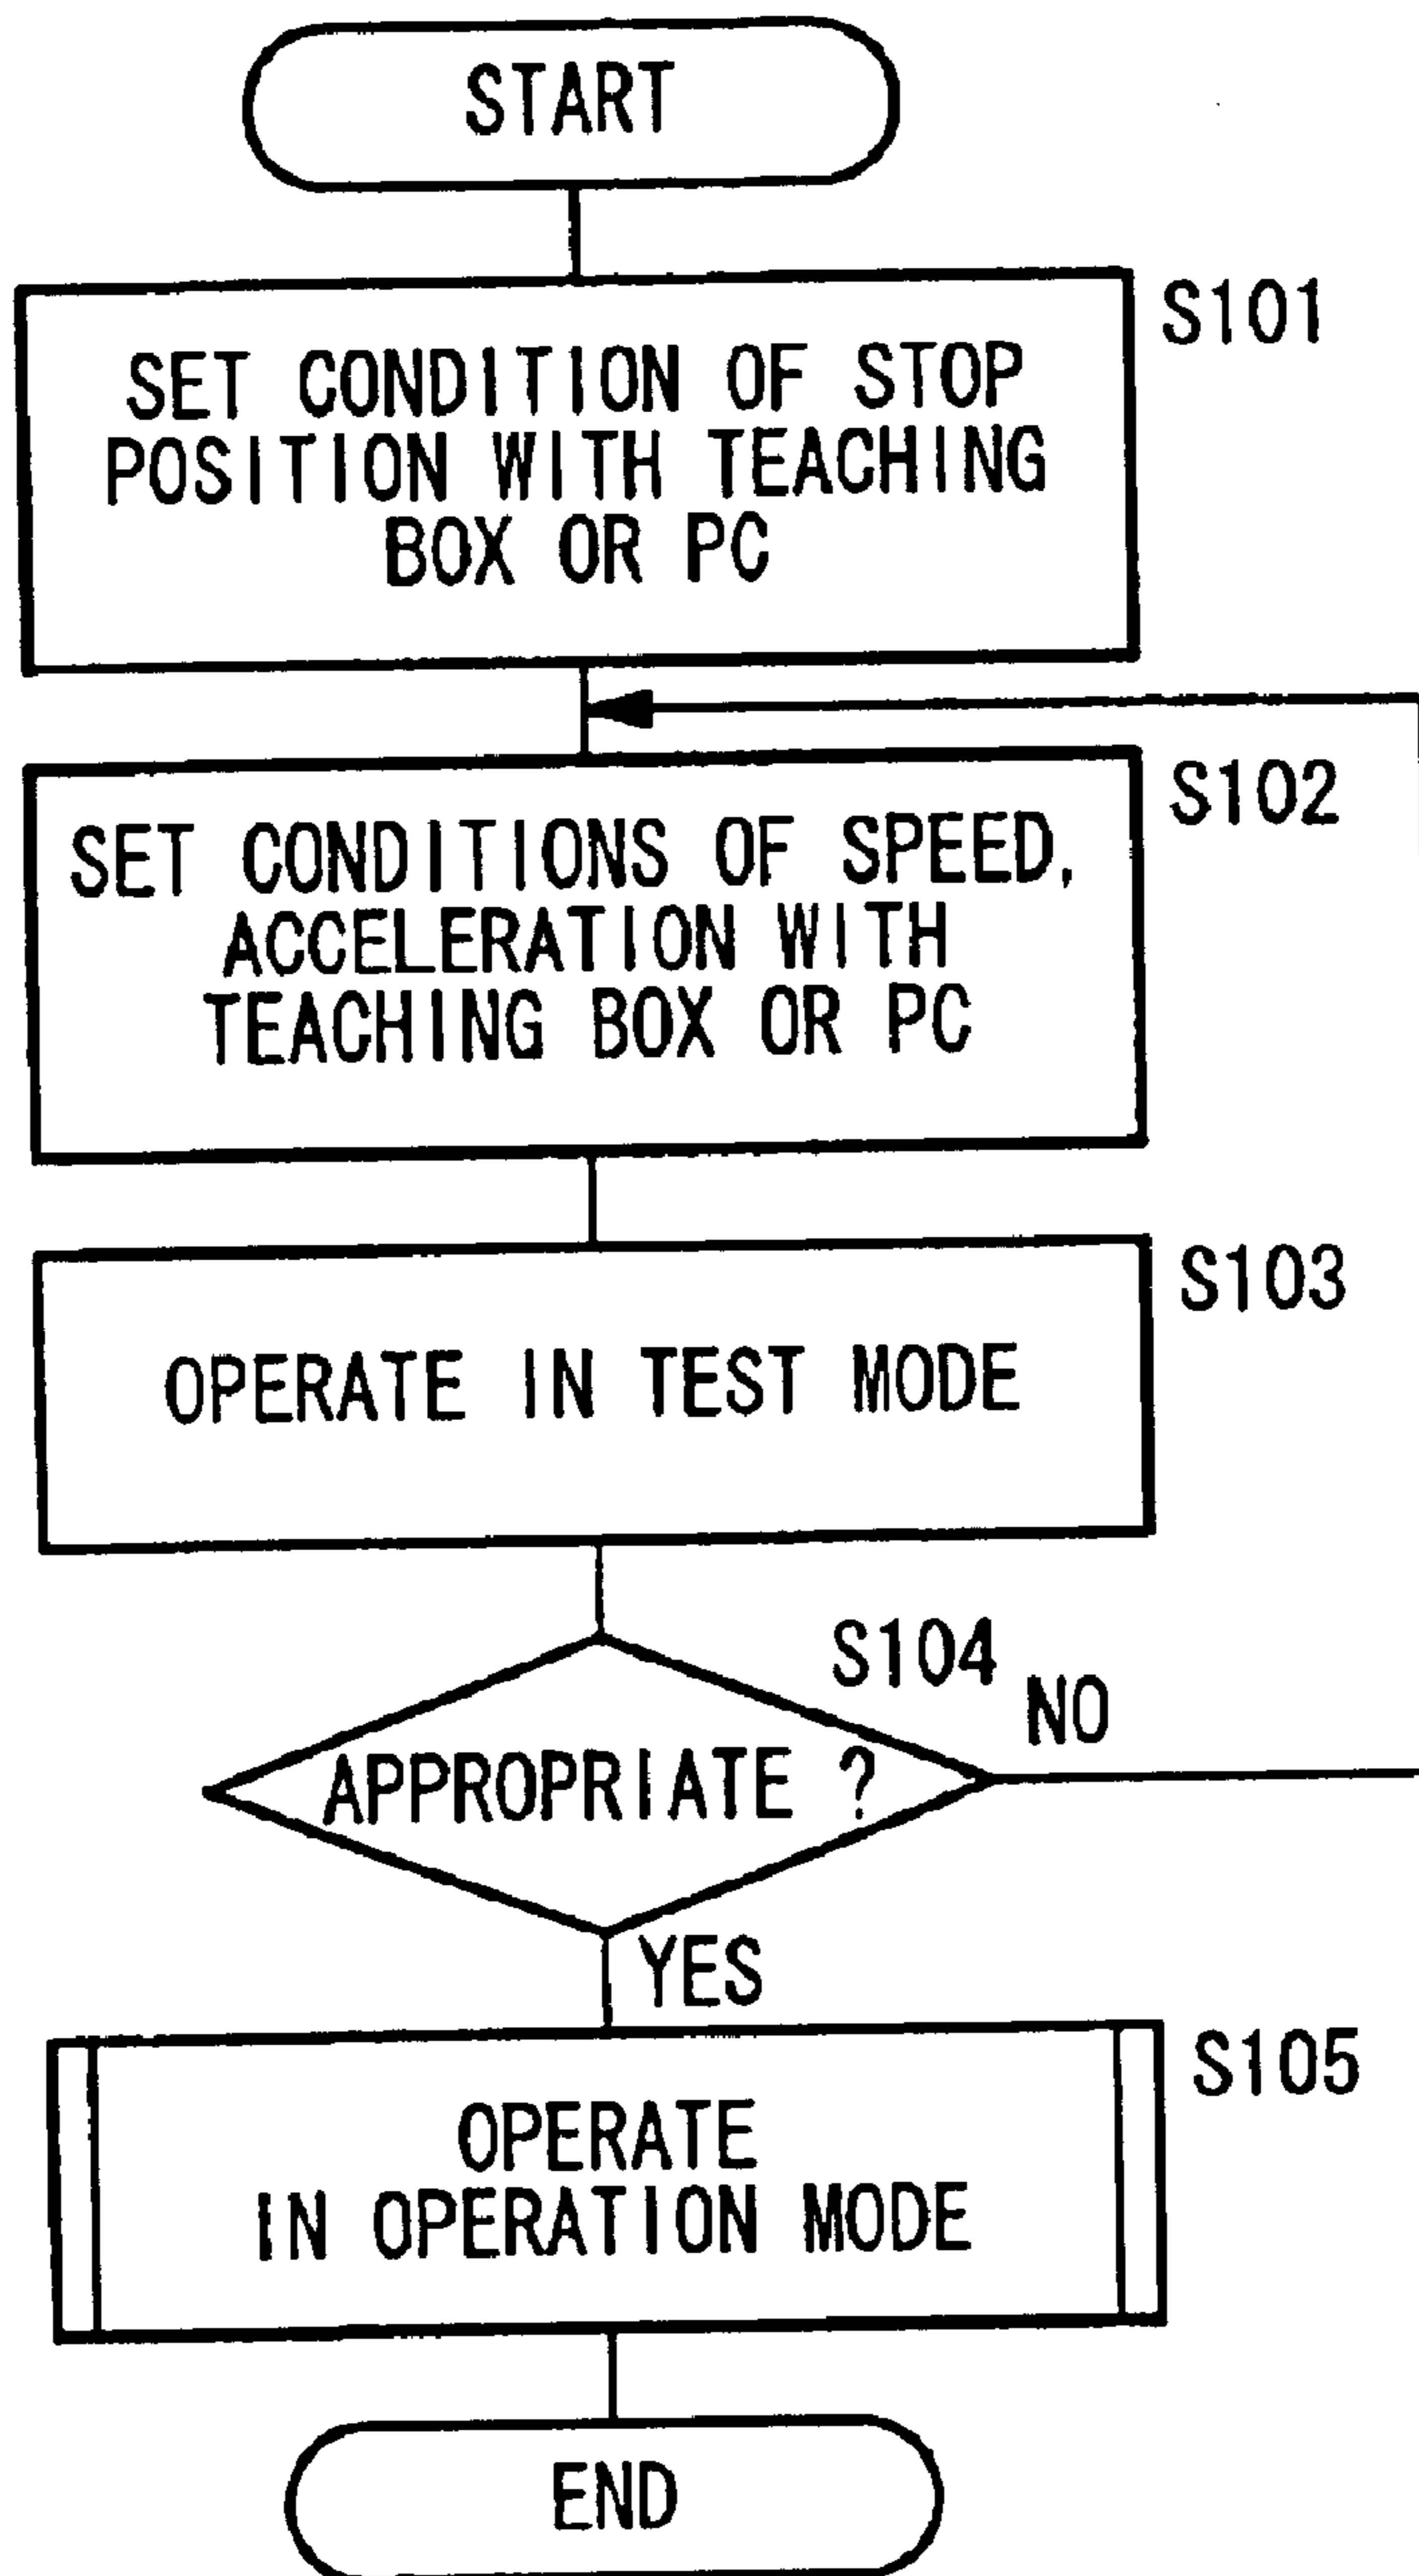 START
S101
SET CONDITION OF STOP
POSITION WITH TEACHING
BOX OR PC
S102
SET CONDITIONS OF SPEED,
ACCELERATION WITH
TEACHING BOX OR PC
S103
OPERATE IN TEST MODE
S104
NO
APPROPRIATE ?
YES
S105
OPERATE
IN OPERATION MODE
END